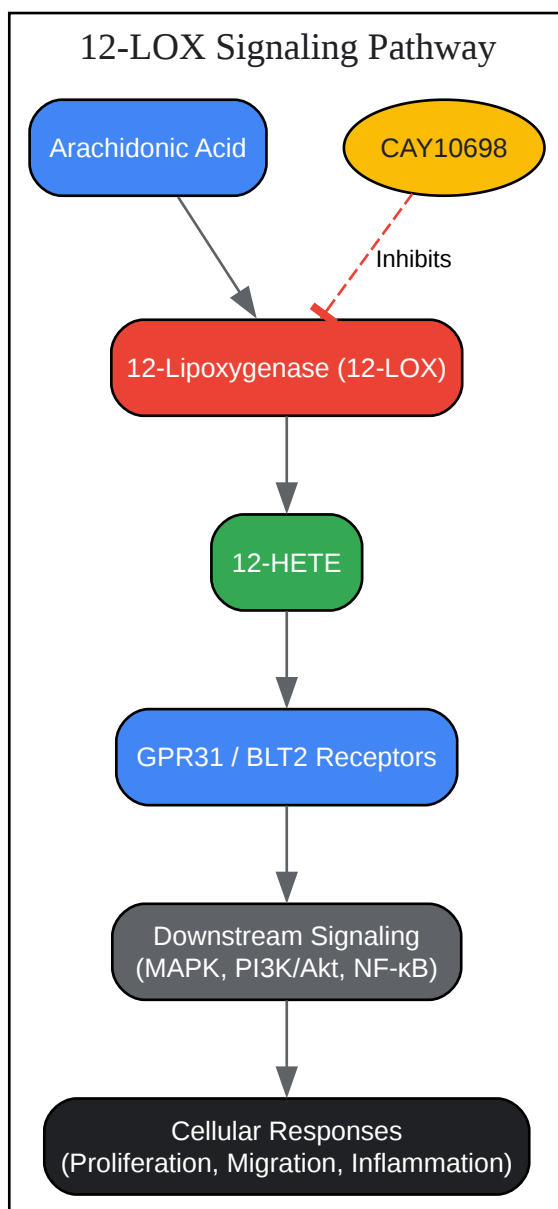 12-LOX Signaling Pathway
Arachidonic Acid
CAY10698
Inhibits
12-Lipoxygenase (12-LOX)
12-HETE
GPR31 / BLT2 Receptors
Downstream Signaling
(MAPK, PI3K/Akt, NF-κB)
Cellular Responses
(Proliferation, Migration, Inflammation)